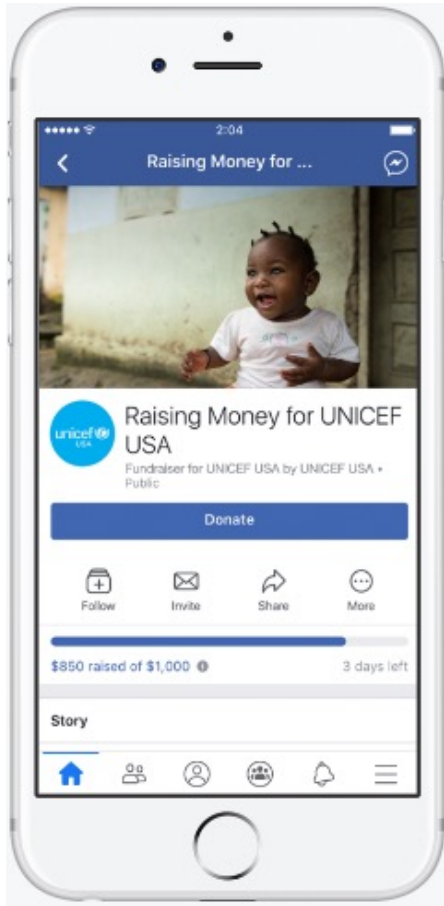 2:04
Raising Money for ...
unicef
USA
Raising Money for UNICEF
USA
Fundraiser for UNICEF USA by UNICEF USA •
Public
Donate
Follow Invite Share More
$850 raised of $1,000 3 days left
Story